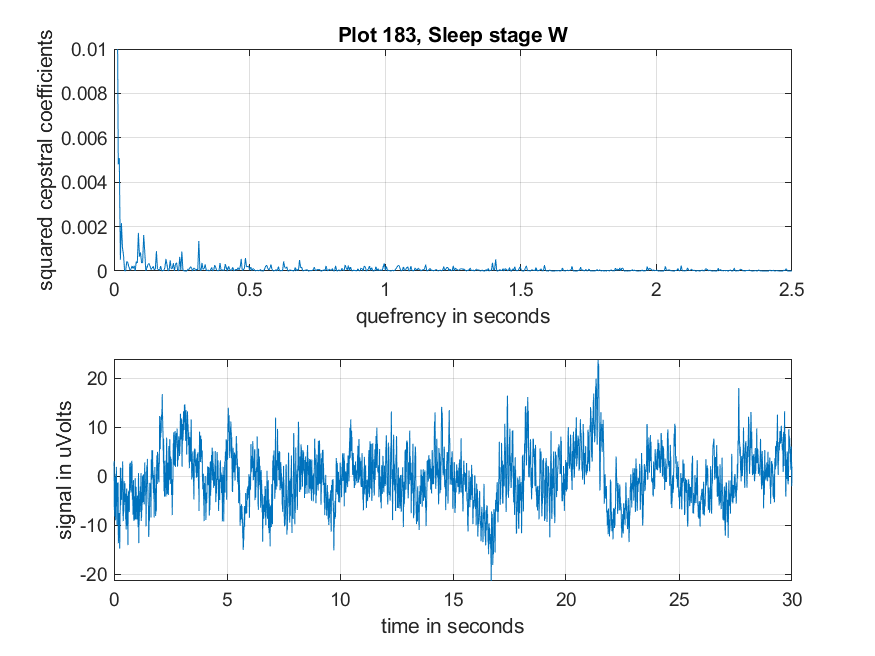 Plot 183, Sleep stage W
squared cepstral coefficients
0.01
0.008
0.006
0.004
0.002
0
0 0.5 1 1.5 2 2.5
quefrency in seconds
signal in uVolts
20
10
0
-10
-20
0 5 10 15 20 25 30
time in seconds